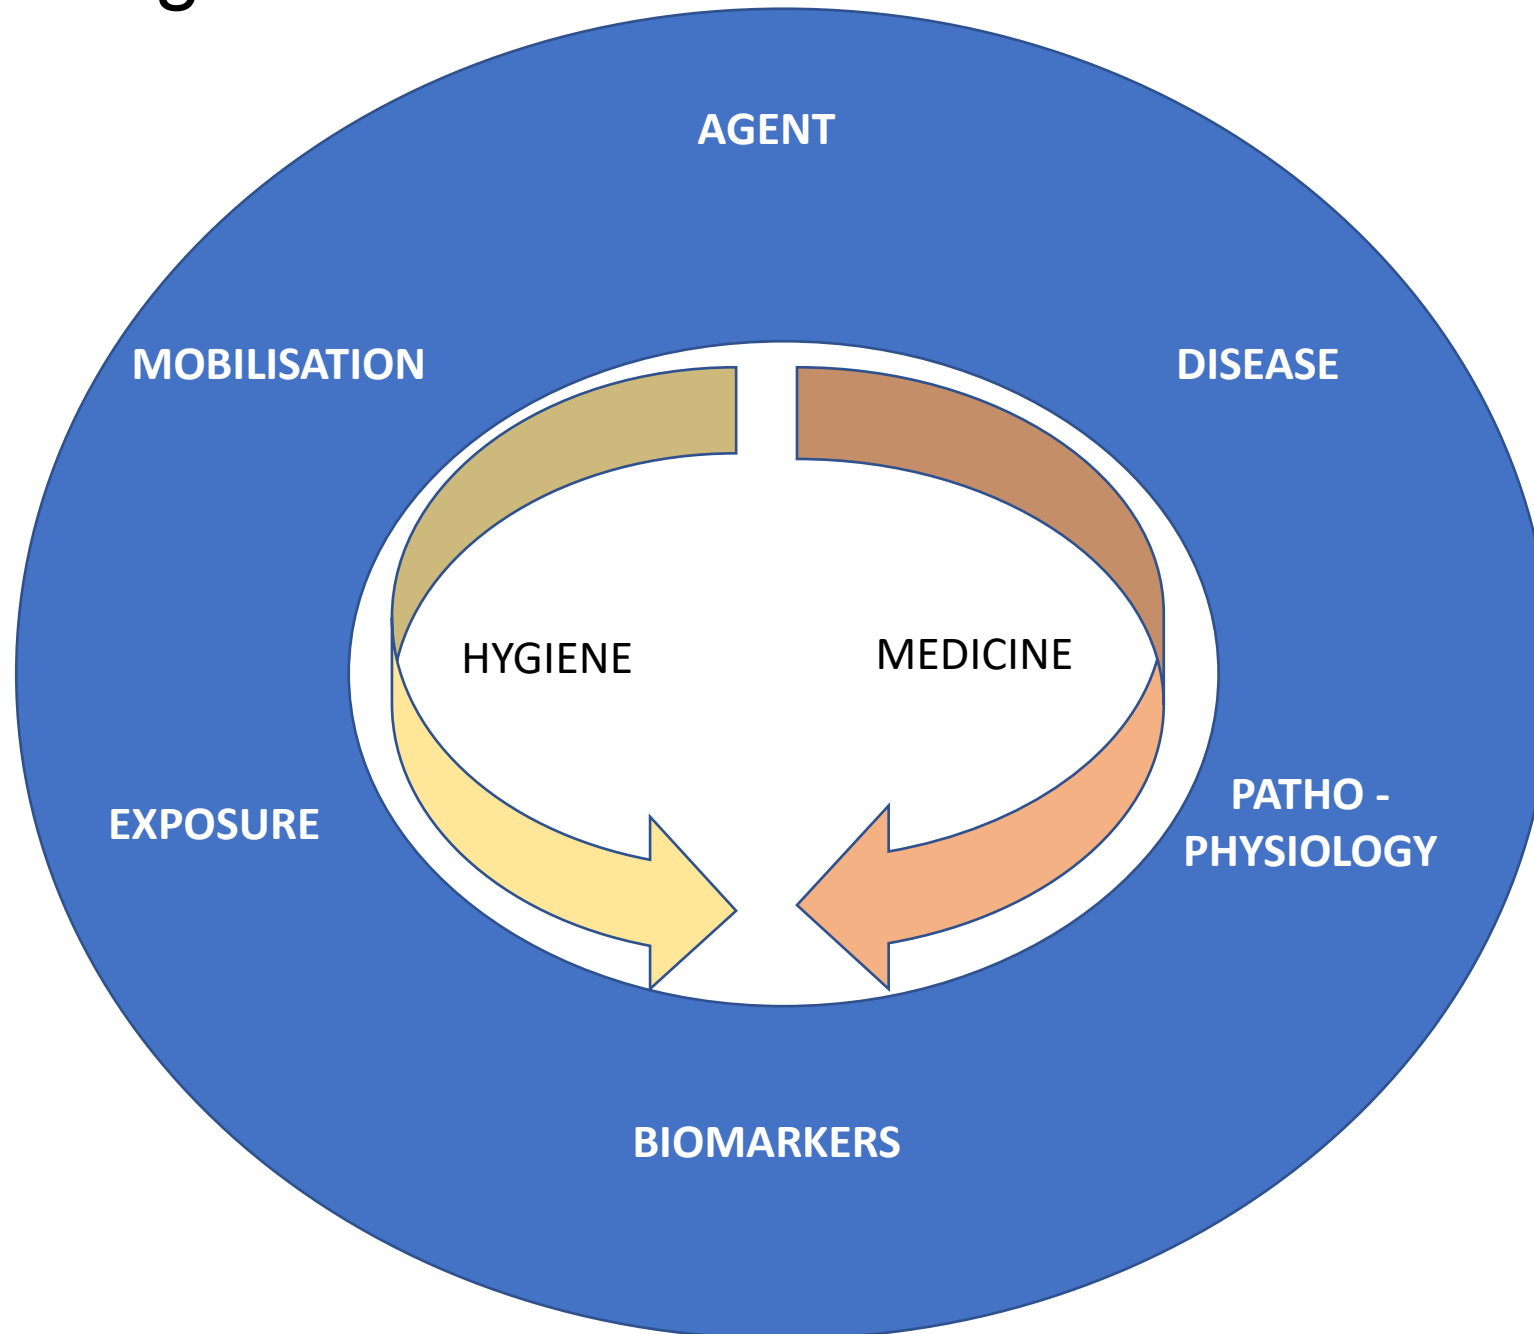 AGENT
MOBILISATION
DISEASE
HYGIENE
MEDICINE
EXPOSURE
PATHO -
PHYSIOLOGY
BIOMARKERS